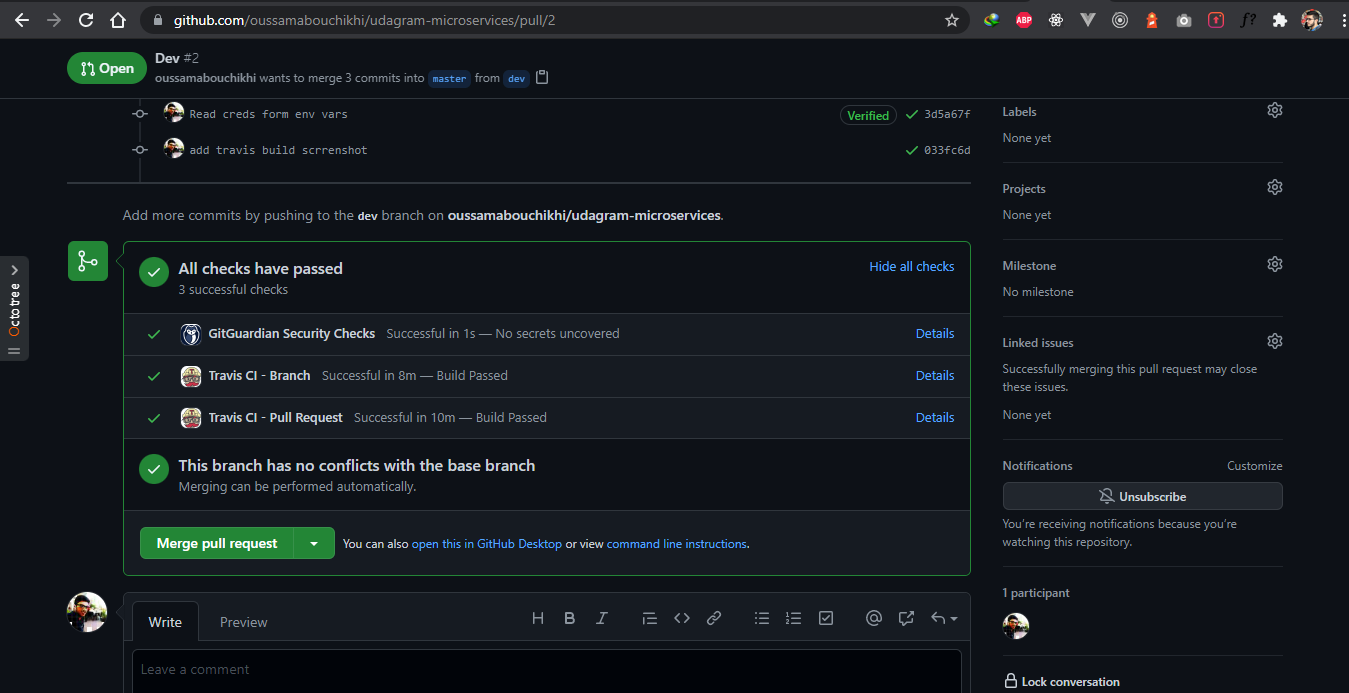 github.com/oussamabouchikhi/udagram-microservices/pull/2
ABP
f?
Open
Dev #2
oussamabouchikhi wants to merge 3 commits into master from dev
Read creds form env vars
Verified
3d5a67f
add travis build scrrenshot
033fc6d
Add more commits by pushing to the dev branch on oussamabouchikhi/udagram-microservices.
Octotree
All checks have passed
Hide all checks
3 successful checks
GitGuardian Security Checks Successful in 1s — No secrets uncovered
Details
Travis CI - Branch Successful in 8m — Build Passed
Details
Travis CI - Pull Request Successful in 10m — Build Passed
Details
This branch has no conflicts with the base branch
Merging can be performed automatically.
Merge pull request
You can also open this in GitHub Desktop or view command line instructions.
Write
Preview
Leave a comment
Labels
None yet
Projects
None yet
Milestone
No milestone
Linked issues
Successfully merging this pull request may close
these issues.
None yet
Notifications
Customize
Unsubscribe
You're receiving notifications because you're
watching this repository.
1 participant
Lock conversation